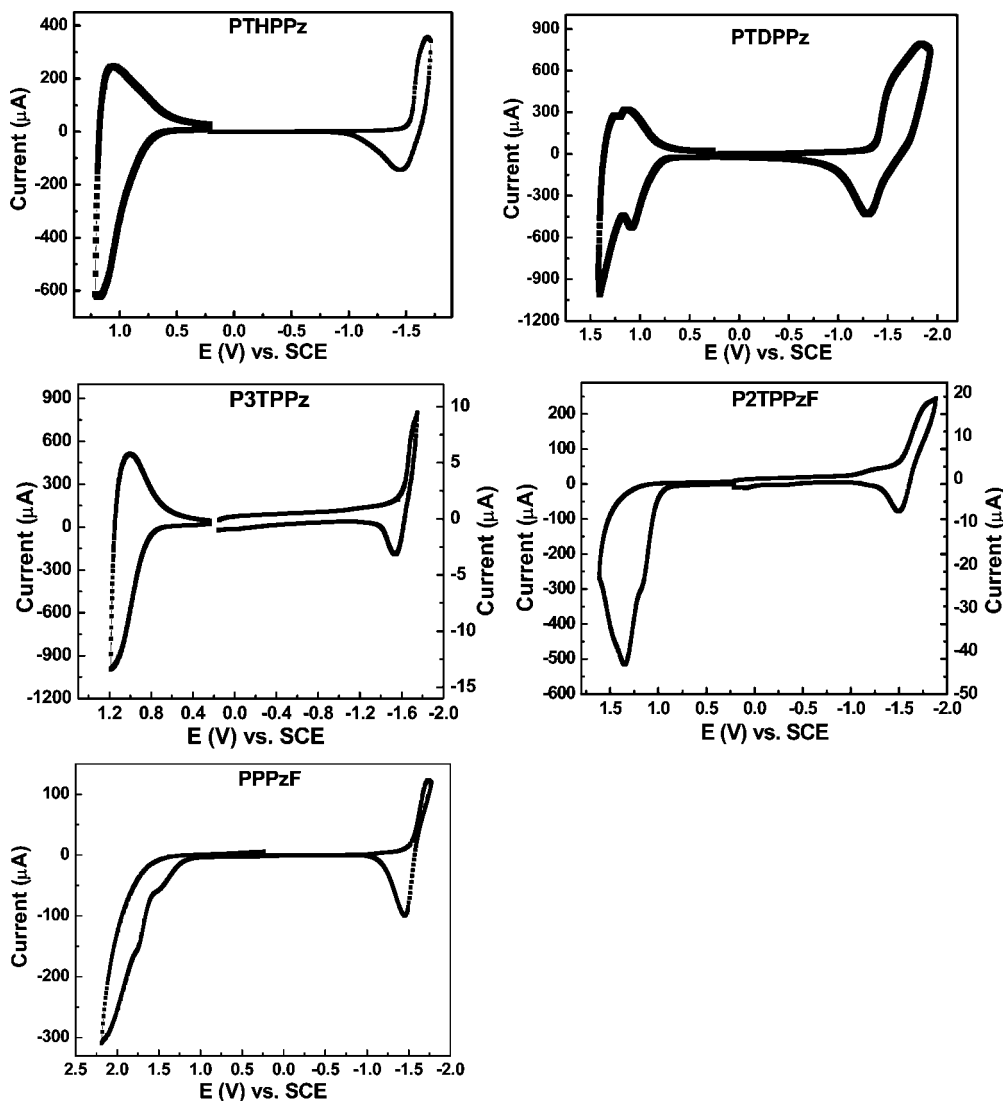 PTHPPz
400
200
0
-200
-400
-600
Current (µA)
1.0 0.5 0.0 -0.5 -1.0 -1.5
E (V) vs. SCE
PTDPPz
900
600
300
0
-300
-600
-900
-1200
Current (µA)
1.5 1.0 0.5 0.0 -0.5 -1.0 -1.5 -2.0
E (V) vs. SCE
P3TPPz
900
600
300
0
-300
-600
-900
-1200
Current (µA)
10
5
0
-5
-10
-15
Current (µA)
1.2 0.8 0.4 0.0 -0.4 -0.8 -1.2 -1.6 -2.0
E (V) vs. SCE
P2TPPzF
200
100
0
-100
-200
-300
-400
-500
-600
Current (µA)
20
10
0
-10
-20
-30
-40
-50
Current (µA)
1.5 1.0 0.5 0.0 -0.5 -1.0 -1.5 -2.0
E (V) vs. SCE
PPPzF
100
0
-100
-200
-300
Current (µA)
2.5 2.0 1.5 1.0 0.5 0.0 -0.5 -1.0 -1.5 -2.0
E (V) vs. SCE